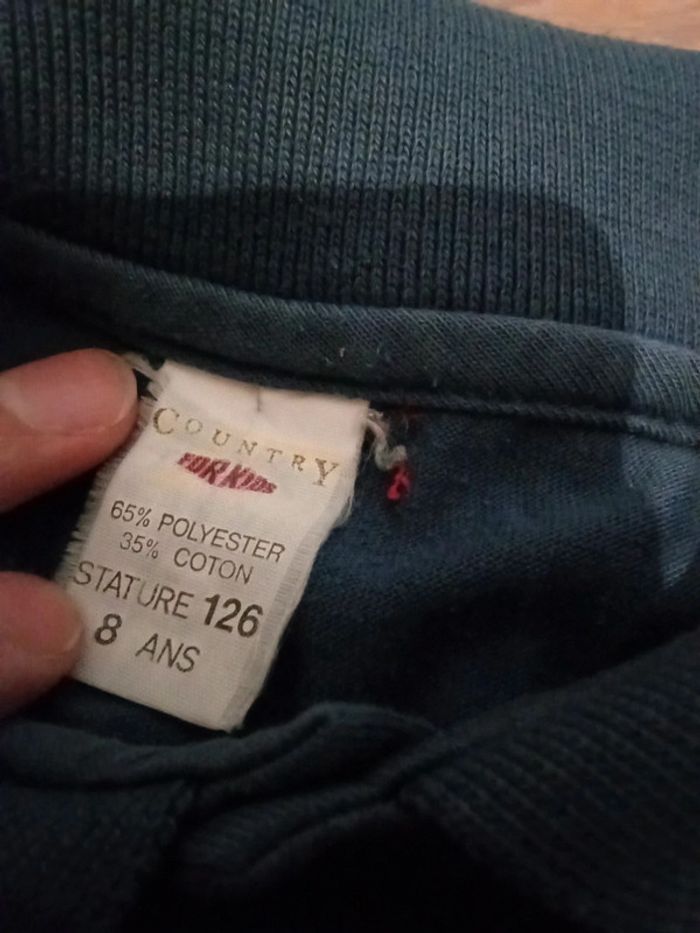 COUNTRY
FOR KIDS
65% POLYESTER
35% COTON
STATURE 126
8 ANS